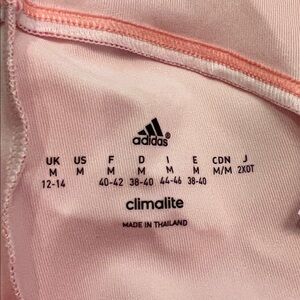 adidas®
UK US F D I E CDN J
M M M M M M M/M 2XOT
12-14 40-42 38-40 44-46 38-40
climalite
MADE IN THAILAND